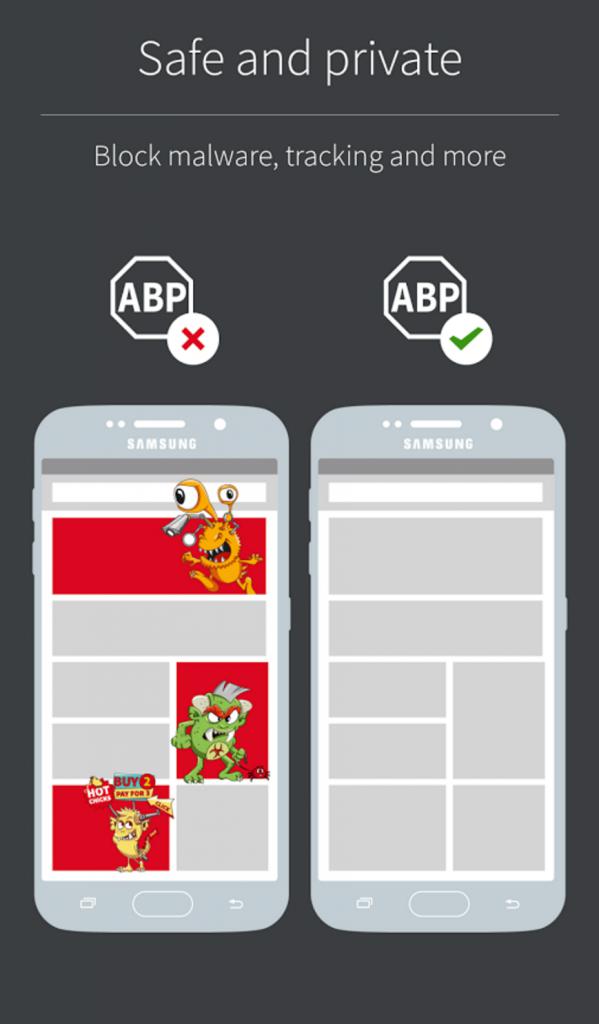 Safe and private
Block malware, tracking and more
ABP
ABP
SAMSUNG
SAMSUNG
BUY 2
PAY FOR 3
HOT
CHICKS
CLICK